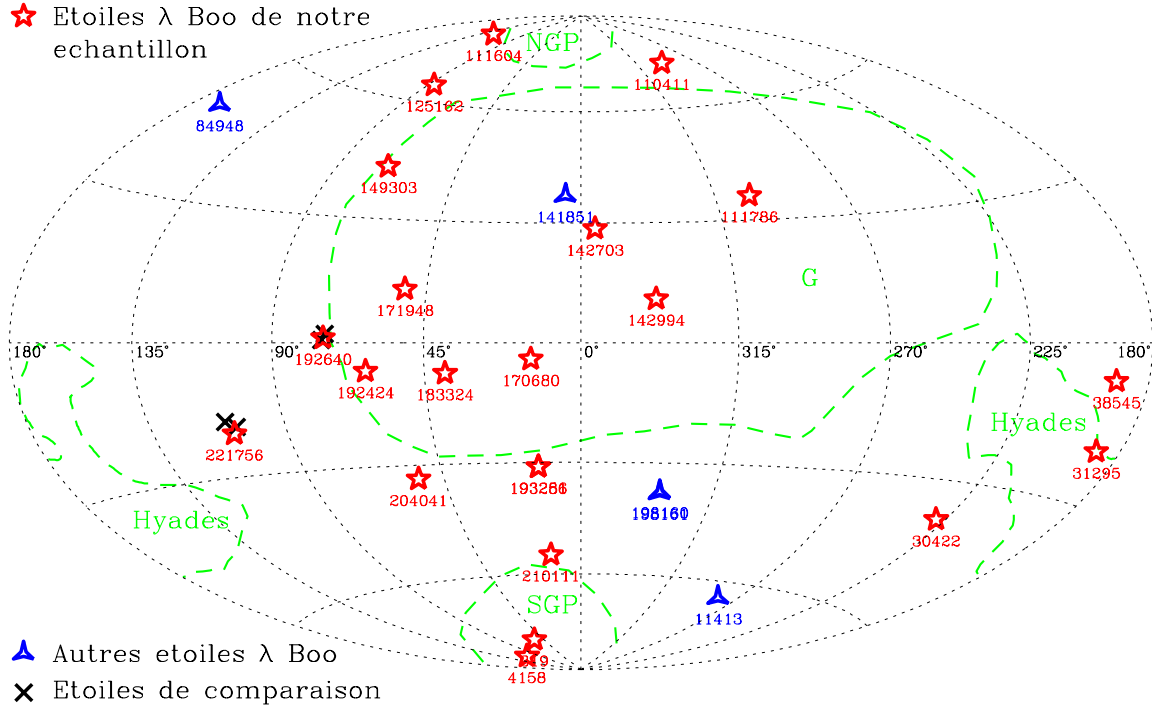 Etoiles λ Boo de notre
echantillon
NGP
111604
110411
125162
84948
149303
141851
111786
142703
G
171948
142994
180° 135° 90° 45° 0° 315° 270° 225° 180°
192640
170680
192424
183324
38545
Hyades
221756
31295
204041
193281
Hyades
30422
210111
SGP
11413
Autres etoiles λ Boo
4158
Etoiles de comparaison